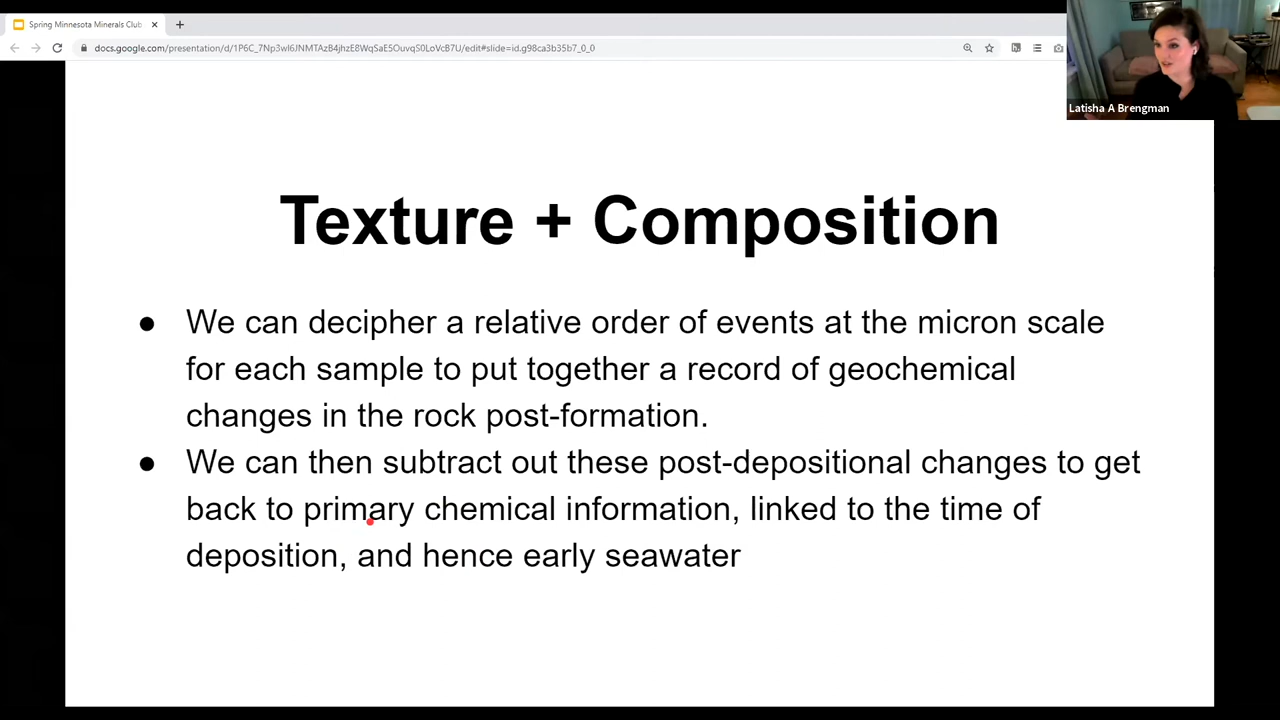 Spring Minnesota Minerals Club
docs.google.com/presentation/d/1P6C_7Np3wl6JNMTAzB4jhzE8WqSaE5OuvqS0LoVcB7U/edit#slide=id.g98ca3b35b7_0_0
Latisha A Brengman
Texture + Composition
● We can decipher a relative order of events at the micron scale
for each sample to put together a record of geochemical
changes in the rock post-formation.
● We can then subtract out these post-depositional changes to get
back to primary chemical information, linked to the time of
deposition, and hence early seawater